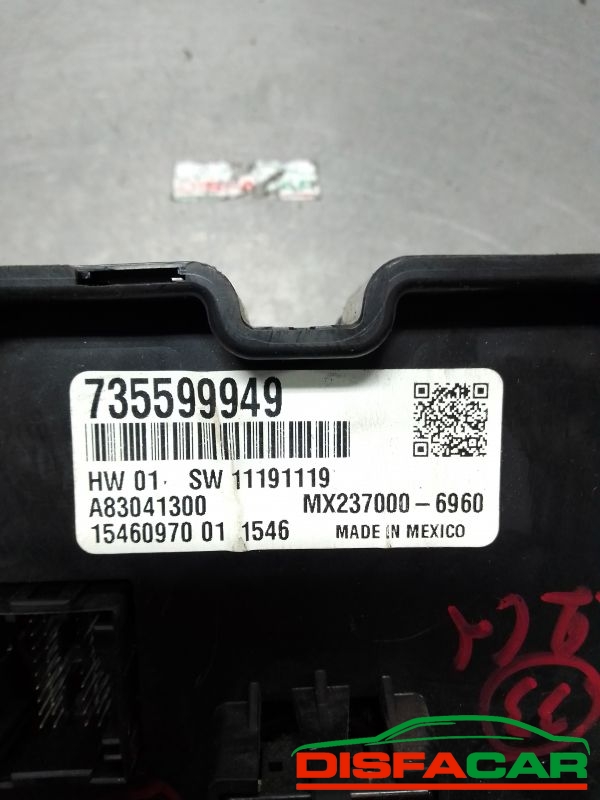 735599949
HW 01 SW 11191119
A83041300 MX237000-6960
15460970 01 1546 MADE IN MEXICO
DISFACAR